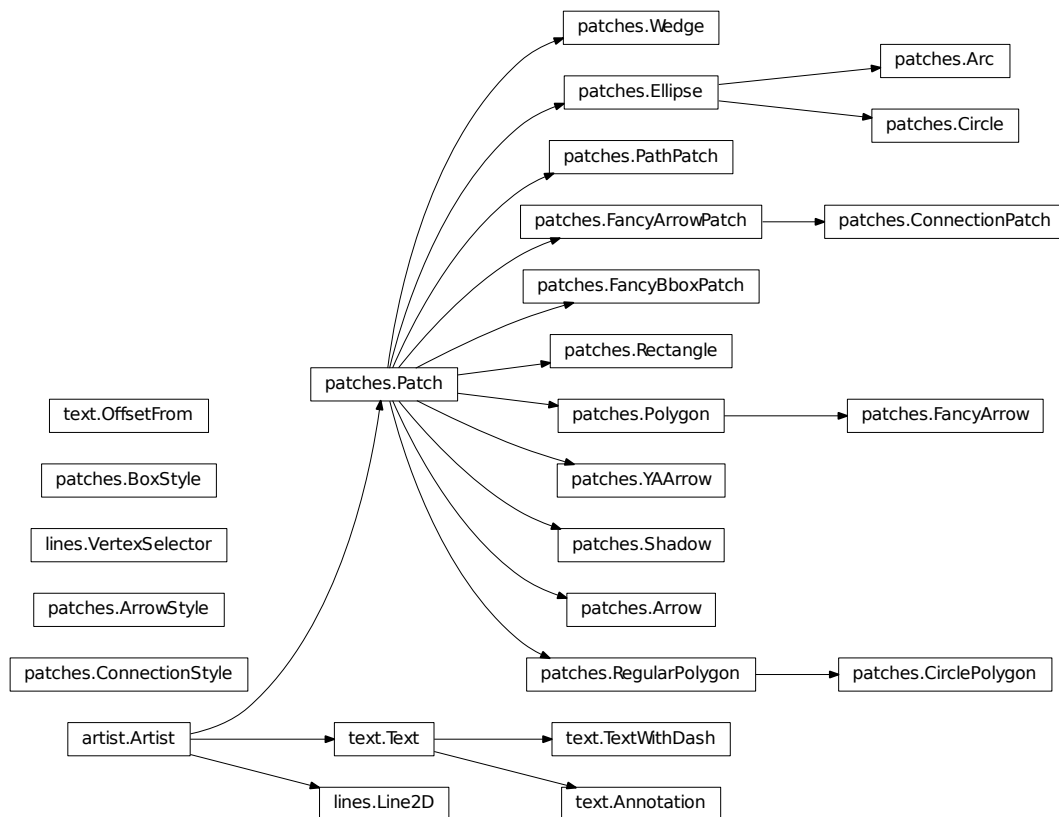 patches.Wedge
patches.Arc
patches.Ellipse
patches.Circle
patches.PathPatch
patches.FancyArrowPatch
patches.ConnectionPatch
patches.FancyBboxPatch
patches.Rectangle
patches.Patch
text.OffsetFrom
patches.Polygon
patches.FancyArrow
patches.BoxStyle
patches.YAArrow
lines.VertexSelector
patches.Shadow
patches.ArrowStyle
patches.Arrow
patches.ConnectionStyle
patches.RegularPolygon
patches.CirclePolygon
artist.Artist
text.Text
text.TextWithDash
lines.Line2D
text.Annotation